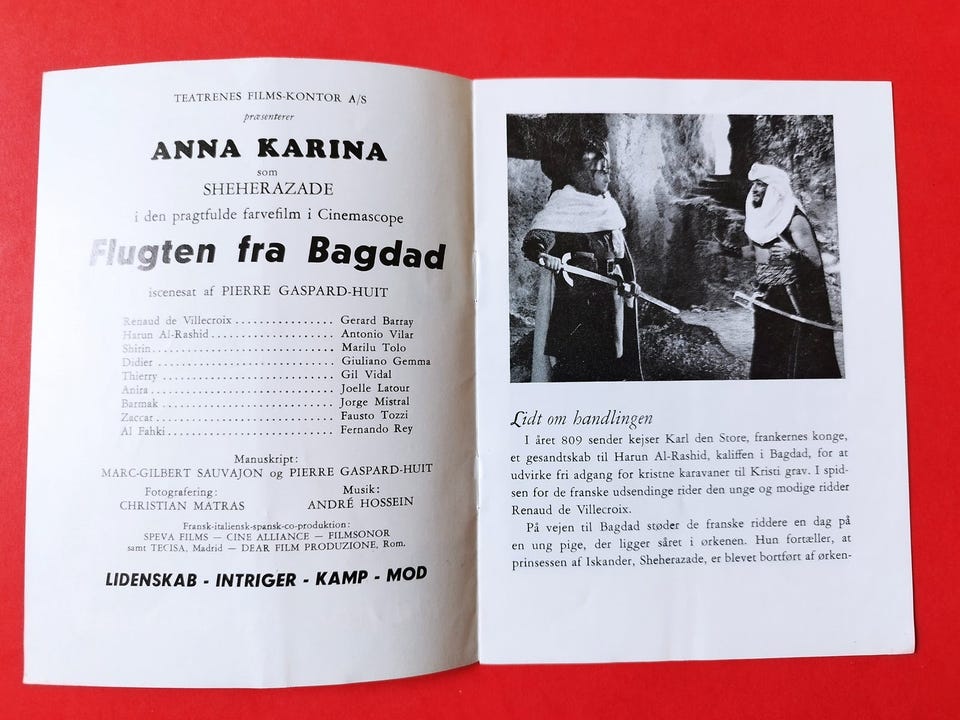 TEATRENES FILMS-KONTOR A/S
præsenterer
ANNA KARINA
som
SHEHERAZADE
i den pragtfulde farvefilm i Cinemascope
Flugten fra Bagdad
iscenesat af PIERRE GASPARD-HUIT
Renaud de Villecroix ............... Gerard Barray
Harun Al-Rashid ................... Antonio Vilar
Shirin ............................ Marilu Tolo
Didier ............................ Giuliano Gemma
Thierry ........................... Gil Vidal
Anira ............................. Joelle Latour
Barmak ............................ Jorge Mistral
Zaccar ............................ Fausto Tozzi
Al Fahki .......................... Fernando Rey
Manuskript:
MARC-GILBERT SAUVAJON og PIERRE GASPARD-HUIT
Fotografering: Musik:
CHRISTIAN MATRAS ANDRÉ HOSSEIN
Fransk-italiensk-spansk-co-produktion:
SPEVA FILMS — CINE ALLIANCE — FILMSONOR
samt TECISA, Madrid — DEAR FILM PRODUZIONE, Rom.
LIDENSKAB - INTRIGER - KAMP - MOD
Lidt om handlingen
I året 809 sender kejser Karl den Store, frankernes konge,
et gesandtskab til Harun Al-Rashid, kaliffen i Bagdad, for at
udvirke fri adgang for kristne karavaner til Kristi grav. I spid-
sen for de franske udsendinge rider den unge og modige ridder
Renaud de Villecroix.
På vejen til Bagdad støder de franske riddere en dag på
en ung pige, der ligger såret i ørkenen. Hun fortæller, at
prinsessen af Iskander, Sheherazade, er blevet bortført af ørken-